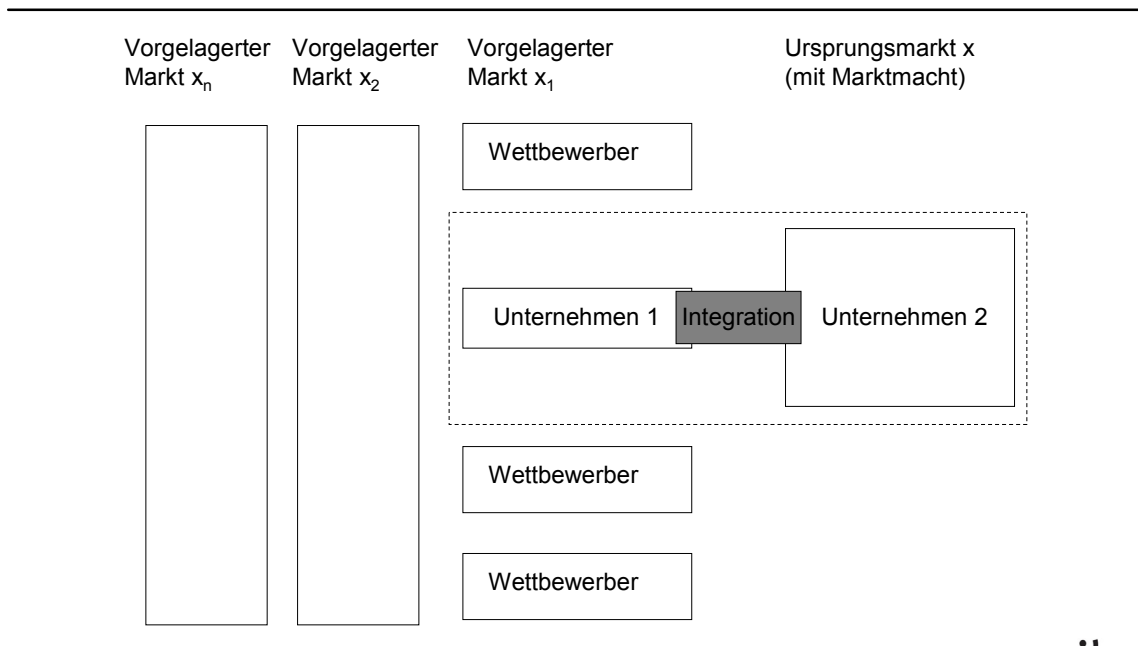 Vorgelagerter Markt xₙ
Vorgelagerter Markt x₂
Vorgelagerter Markt x₁
Ursprungsmarkt x
(mit Marktmacht)
Wettbewerber
Unternehmen 1
Integration
Unternehmen 2
Wettbewerber
Wettbewerber